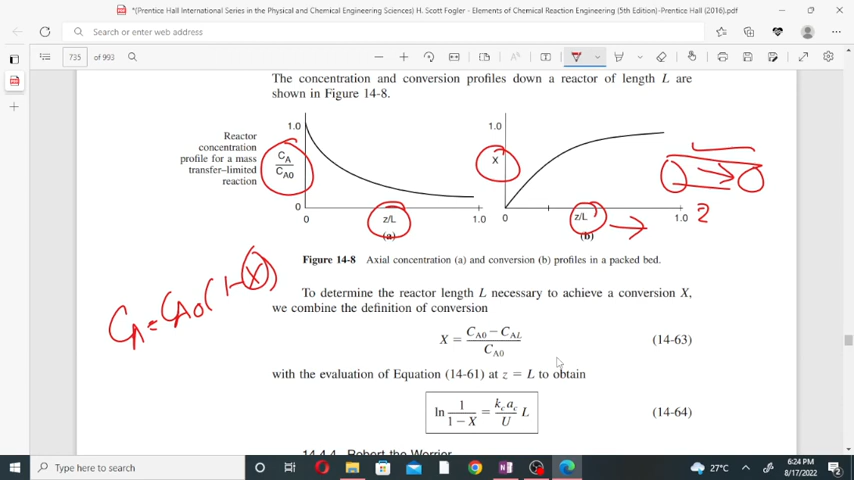 *(Prentice Hall International Series in the Physical and Chemical Engineering Sciences) H. Scott Fogler - Elements of Chemical Reaction Engineering (5th Edition)-Prentice Hall (2016).pdf
Search or enter web address
735 of 993
The concentration and conversion profiles down a reactor of length L are
shown in Figure 14-8.
Reactor
concentration
profile for a mass
transfer–limited
reaction
1.0
C_A
C_A0
0
0
z/L
1.0
(a)
1.0
X
0
z/L
1.0
(b)
2
Figure 14-8 Axial concentration (a) and conversion (b) profiles in a packed bed.
C_A = C_A0 (1-X)
To determine the reactor length L necessary to achieve a conversion X,
we combine the definition of conversion
X = (C_A0 − C_AL) / C_A0 (14-63)
with the evaluation of Equation (14-61) at z = L to obtain
ln 1/(1 − X) = (k_c a_c / U) L (14-64)
14.4.4 Robert the Worrier
Type here to search
27°C
6:24 PM
8/17/2022
2